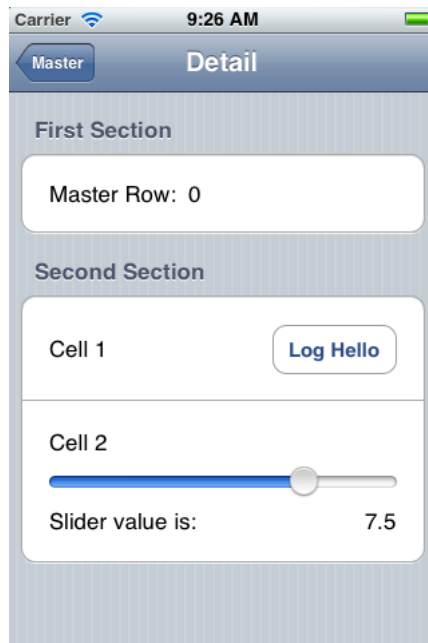 Carrier 9:26 AM
Master Detail
First Section
Master Row: 0
Second Section
Cell 1 Log Hello
Cell 2
Slider value is: 7.5